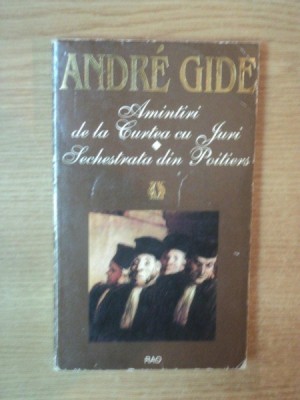 ANDRÉ GIDE
Amintiri
de la Curtea cu Juri
Sechestrata din Poitiers
RAO